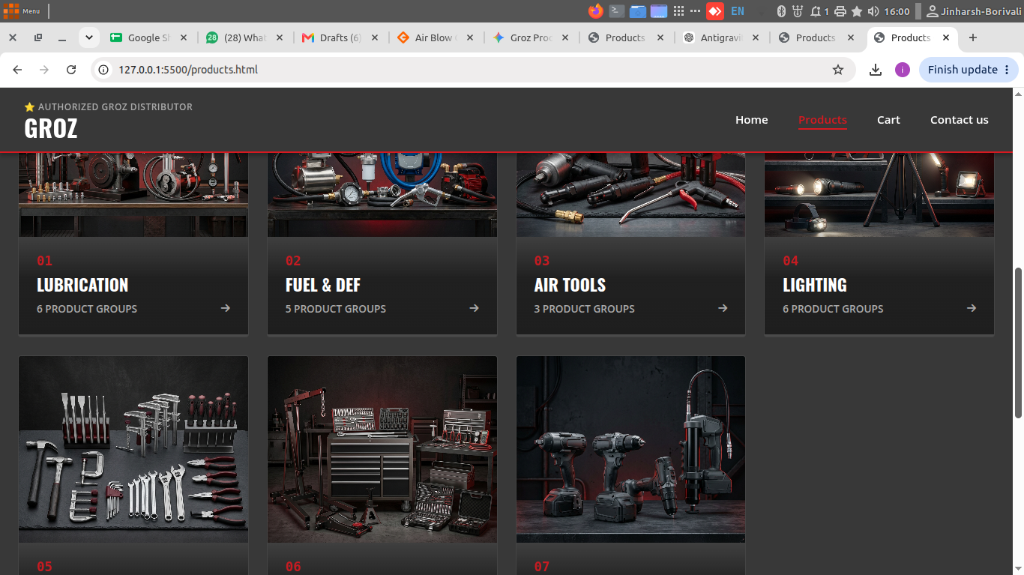 Menu
EN
1
16:00
Jinharsh-Borivali
Google S
28
(28) What
Drafts (6)
Air Blow
Groz Pro
Products
Antigrav
Products
Products
127.0.0.1:5500/products.html
i
Finish update
AUTHORIZED GROZ DISTRIBUTOR
GROZ
Home
Products
Cart
Contact us
01
LUBRICATION
6 PRODUCT GROUPS
02
FUEL & DEF
5 PRODUCT GROUPS
03
AIR TOOLS
3 PRODUCT GROUPS
04
LIGHTING
6 PRODUCT GROUPS
05
06
07